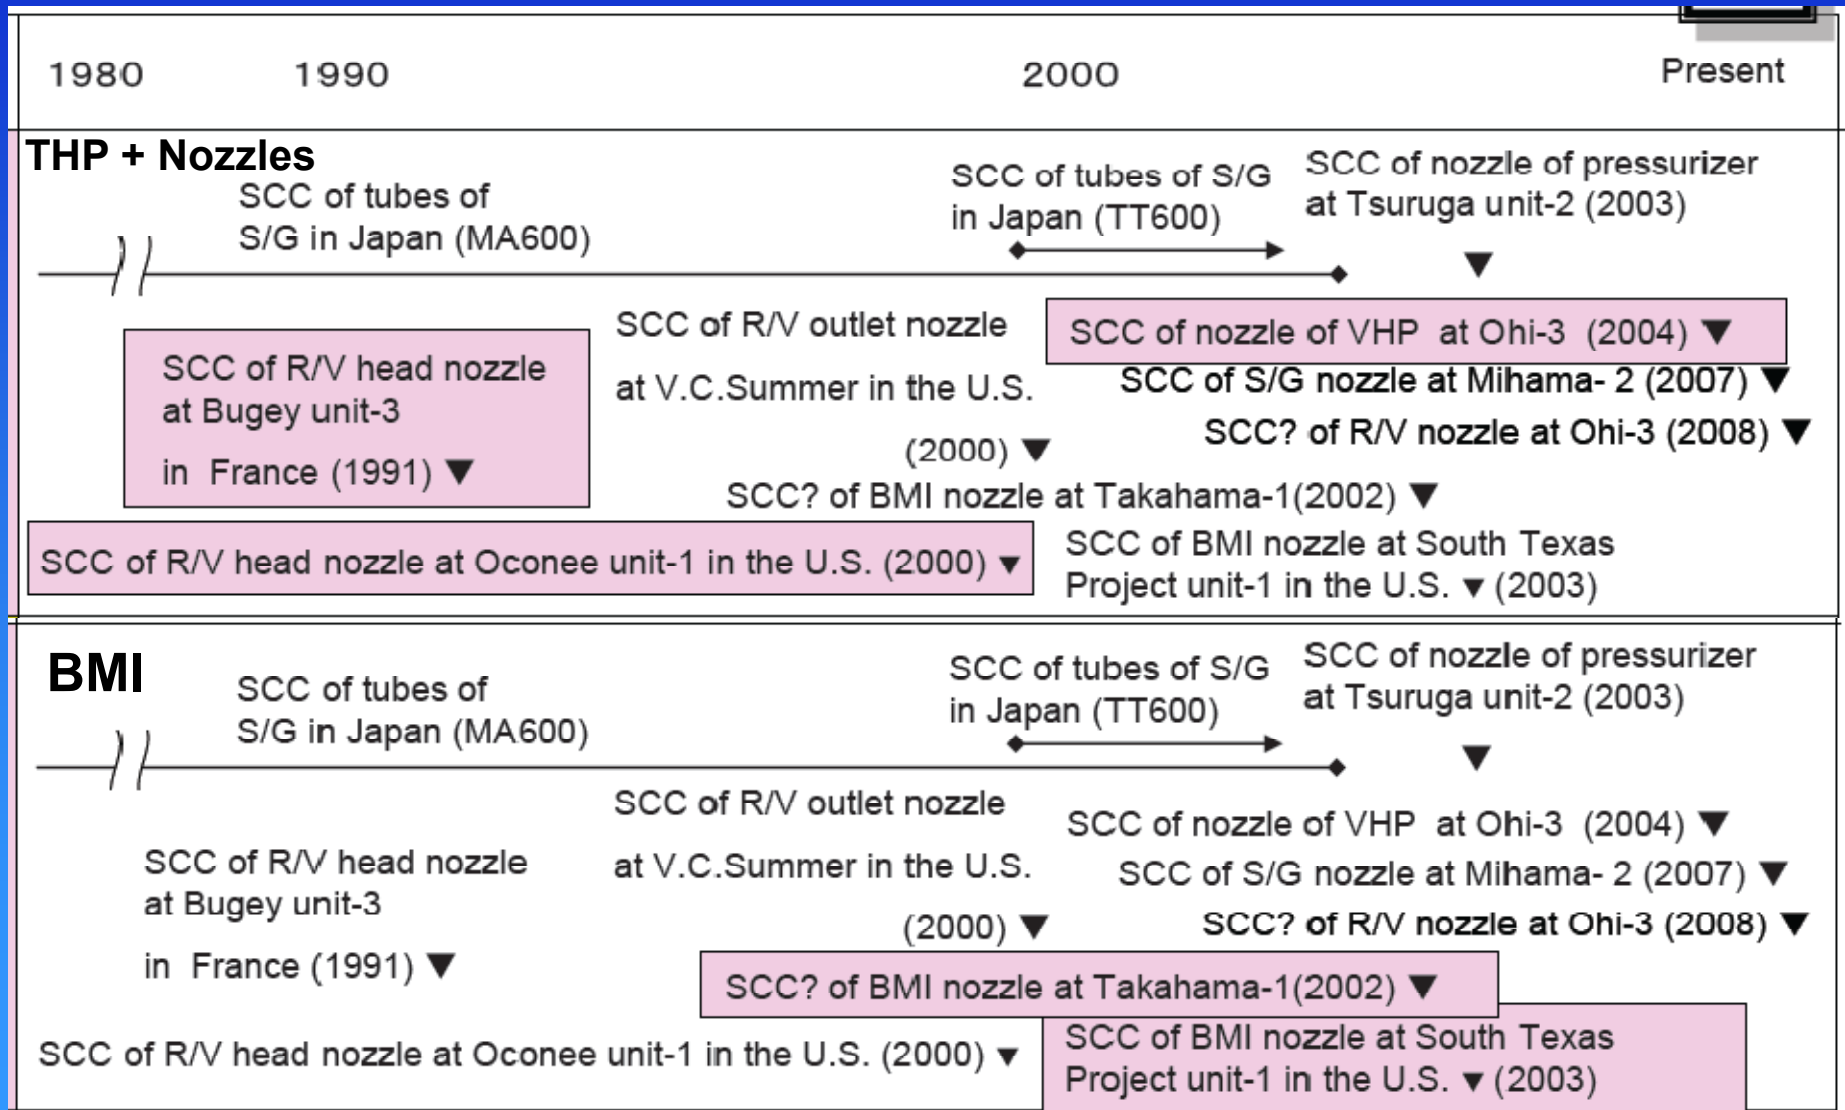 1980 1990 2000 Present
THP + Nozzles
SCC of tubes of
S/G in Japan (MA600)
SCC of tubes of S/G
in Japan (TT600)
SCC of nozzle of pressurizer
at Tsuruga unit-2 (2003)
▼
SCC of R/V head nozzle
at Bugey unit-3
in France (1991) ▼
SCC of R/V outlet nozzle
at V.C.Summer in the U.S.
(2000) ▼
SCC of nozzle of VHP at Ohi-3 (2004) ▼
SCC of S/G nozzle at Mihama- 2 (2007) ▼
SCC? of R/V nozzle at Ohi-3 (2008) ▼
SCC? of BMI nozzle at Takahama-1(2002) ▼
SCC of R/V head nozzle at Oconee unit-1 in the U.S. (2000) ▼
SCC of BMI nozzle at South Texas
Project unit-1 in the U.S. ▼ (2003)
BMI
SCC of tubes of
S/G in Japan (MA600)
SCC of tubes of S/G
in Japan (TT600)
SCC of nozzle of pressurizer
at Tsuruga unit-2 (2003)
▼
SCC of R/V head nozzle
at Bugey unit-3
in France (1991) ▼
SCC of R/V outlet nozzle
at V.C.Summer in the U.S.
(2000) ▼
SCC of nozzle of VHP at Ohi-3 (2004) ▼
SCC of S/G nozzle at Mihama- 2 (2007) ▼
SCC? of R/V nozzle at Ohi-3 (2008) ▼
SCC? of BMI nozzle at Takahama-1(2002) ▼
SCC of R/V head nozzle at Oconee unit-1 in the U.S. (2000) ▼
SCC of BMI nozzle at South Texas
Project unit-1 in the U.S. ▼ (2003)